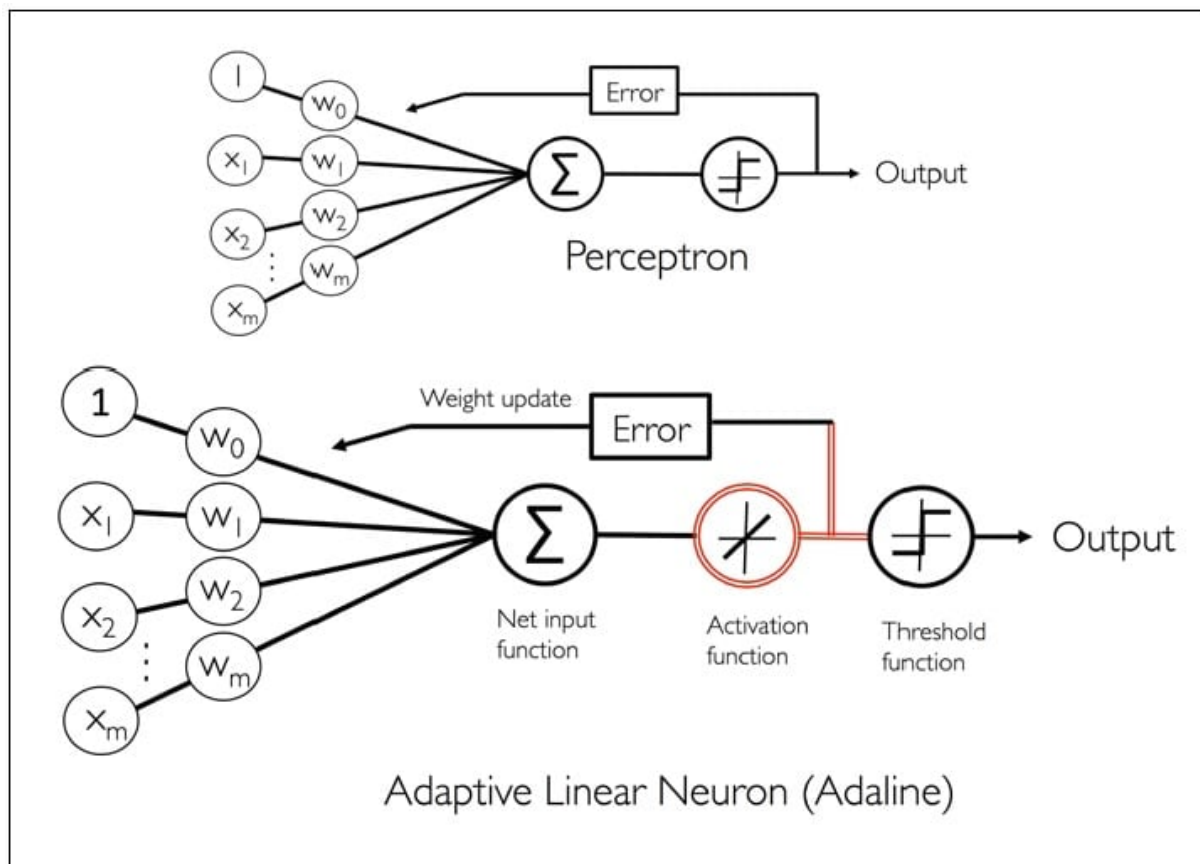 1
w0
Error
x1
w1
Σ
Output
x2
w2
Perceptron
wm
xm
1
Weight update
Error
w0
x1
w1
Σ
Output
x2
w2
Net input
function
Activation
function
Threshold
function
wm
xm
Adaptive Linear Neuron (Adaline)